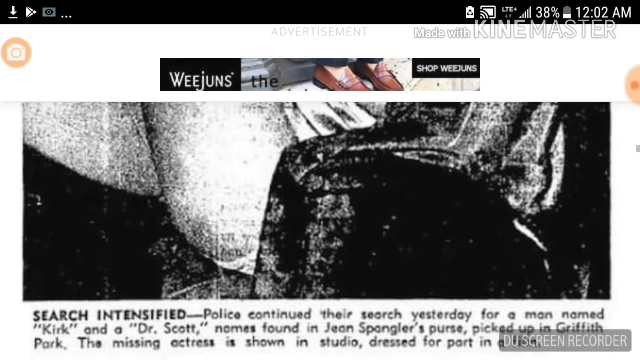 ... LTE+ 38% 12:02 AM
ADVERTISEMENT
Made with KINEMASTER
WEEJUNS® the SHOP WEEJUNS
SEARCH INTENSIFIED—Police continued their search yesterday for a man named
"Kirk" and a "Dr. Scott," names found in Jean Spangler's purse, picked up in Griffith
Park. The missing actress is shown in studio, dressed for part in a
DU SCREEN RECORDER